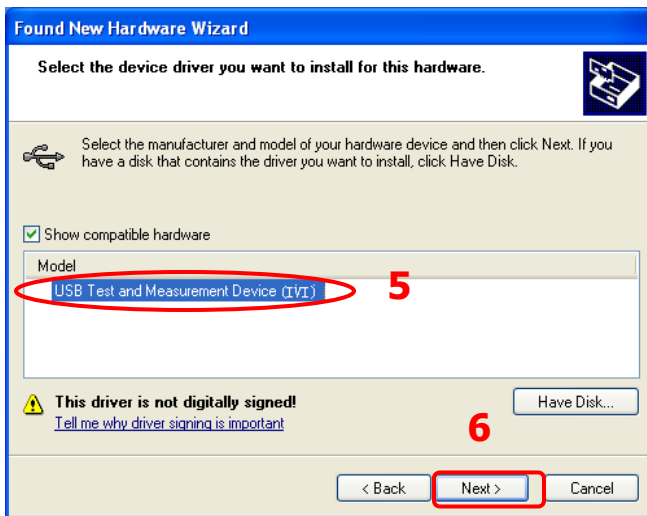 Found New Hardware Wizard
Select the device driver you want to install for this hardware.
Select the manufacturer and model of your hardware device and then click Next. If you
have a disk that contains the driver you want to install, click Have Disk.
Show compatible hardware
Model
USB Test and Measurement Device (IVI)
5
This driver is not digitally signed!
Tell me why driver signing is important
Have Disk...
6
< Back
Next >
Cancel